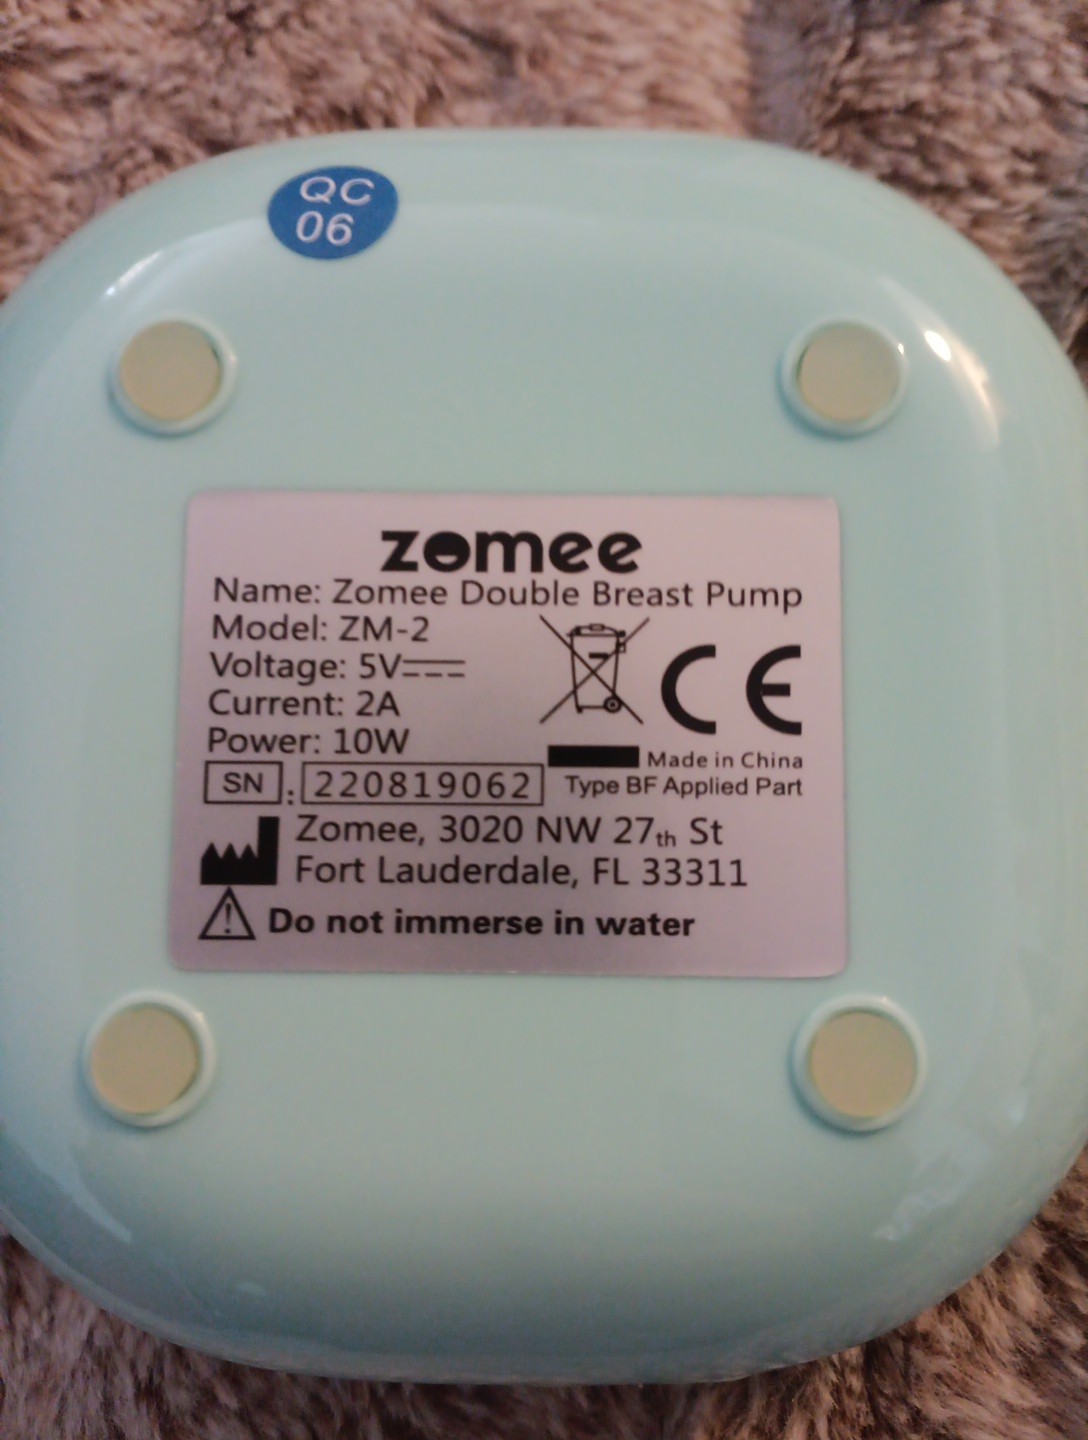 QC
06
zomee
Name: Zomee Double Breast Pump
Model: ZM-2
Voltage: 5V⎓
Current: 2A
Power: 10W
CE
Made in China
SN : 220819062
Type BF Applied Part
Zomee, 3020 NW 27th St
Fort Lauderdale, FL 33311
Do not immerse in water